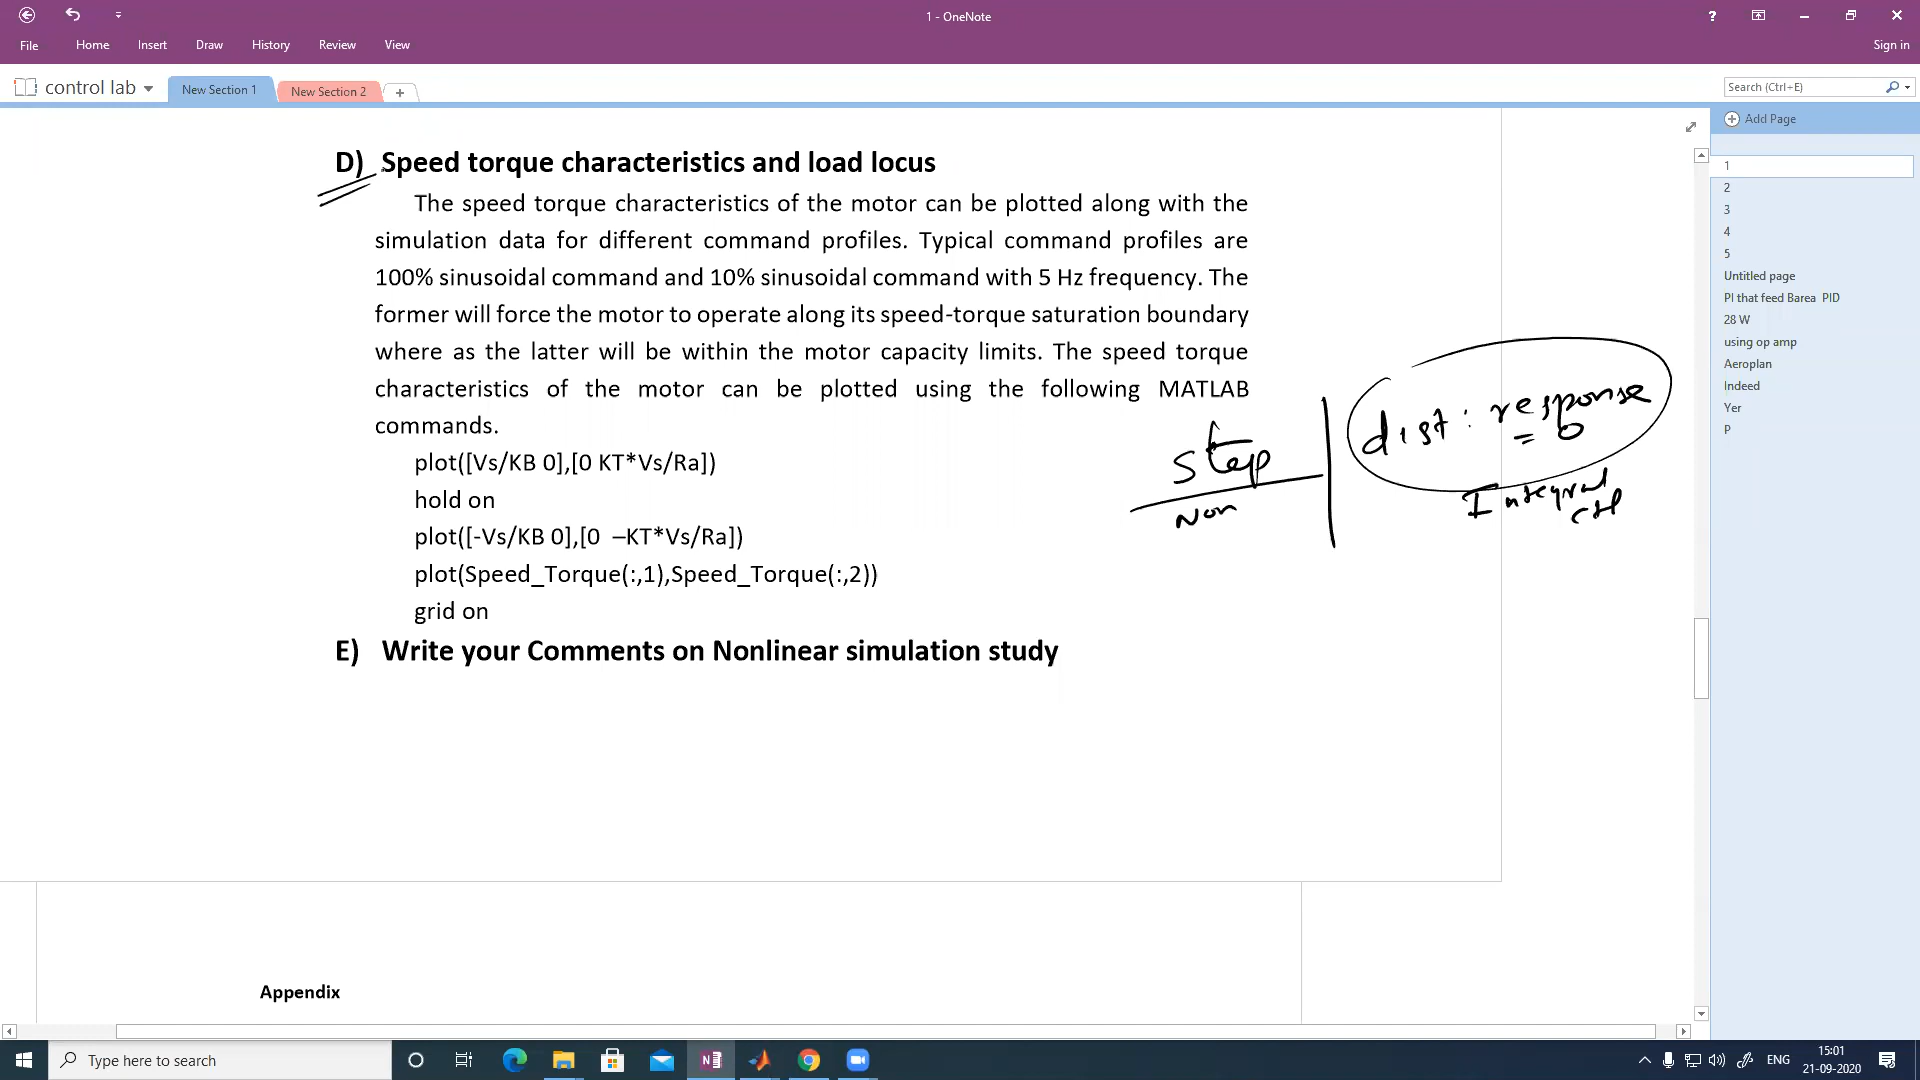 1 - OneNote
?
File Home Insert Draw History Review View
Sign in
control lab New Section 1 New Section 2 +
Search (Ctrl+E)
Add Page
D) Speed torque characteristics and load locus
The speed torque characteristics of the motor can be plotted along with the
simulation data for different command profiles. Typical command profiles are
100% sinusoidal command and 10% sinusoidal command with 5 Hz frequency. The
former will force the motor to operate along its speed-torque saturation boundary
where as the latter will be within the motor capacity limits. The speed torque
characteristics of the motor can be plotted using the following MATLAB
commands.
plot([Vs/KB 0],[0 KT*Vs/Ra])
hold on
plot([-Vs/KB 0],[0 –KT*Vs/Ra])
plot(Speed_Torque(:,1),Speed_Torque(:,2))
grid on
E) Write your Comments on Nonlinear simulation study
step
Non
dist: response
= 0
Integral
Appendix
1
2
3
4
5
Untitled page
PI that feed Barea PID
28 W
using op amp
Aeroplan
Indeed
Yer
P
Type here to search
ENG
15:01
21-09-2020